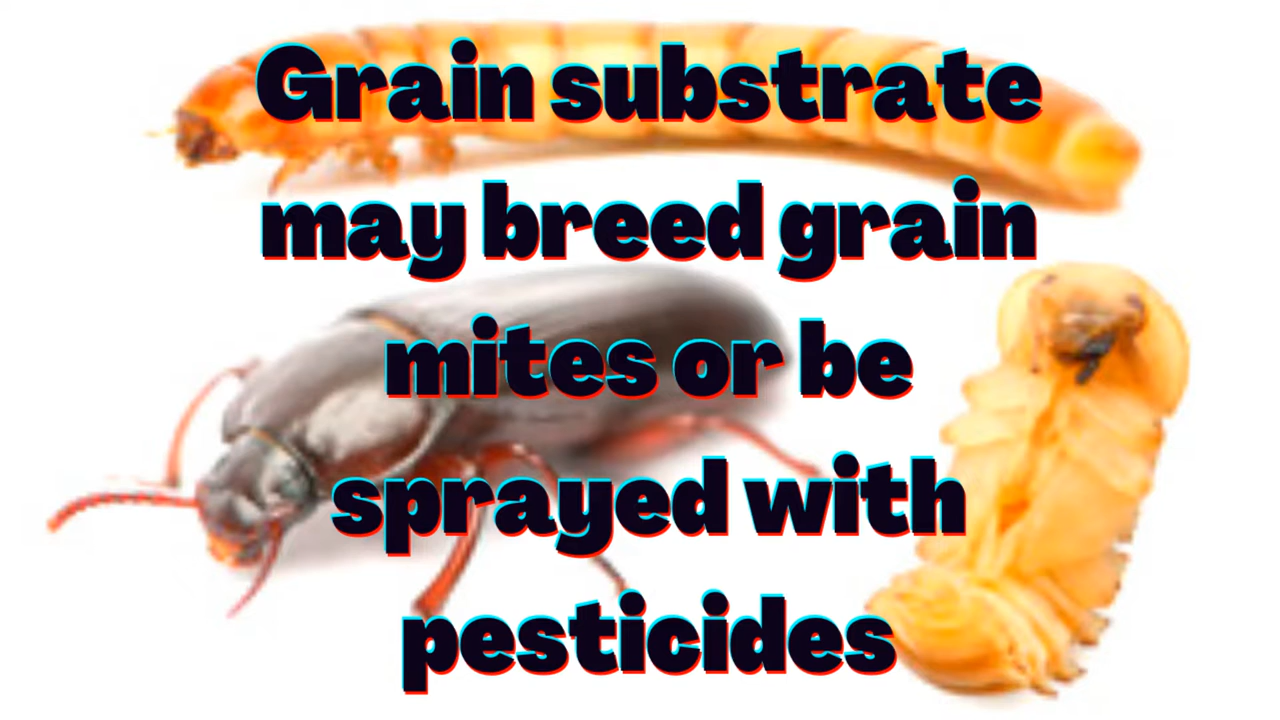 Grain substrate
may breed grain
mites or be
sprayed with
pesticides